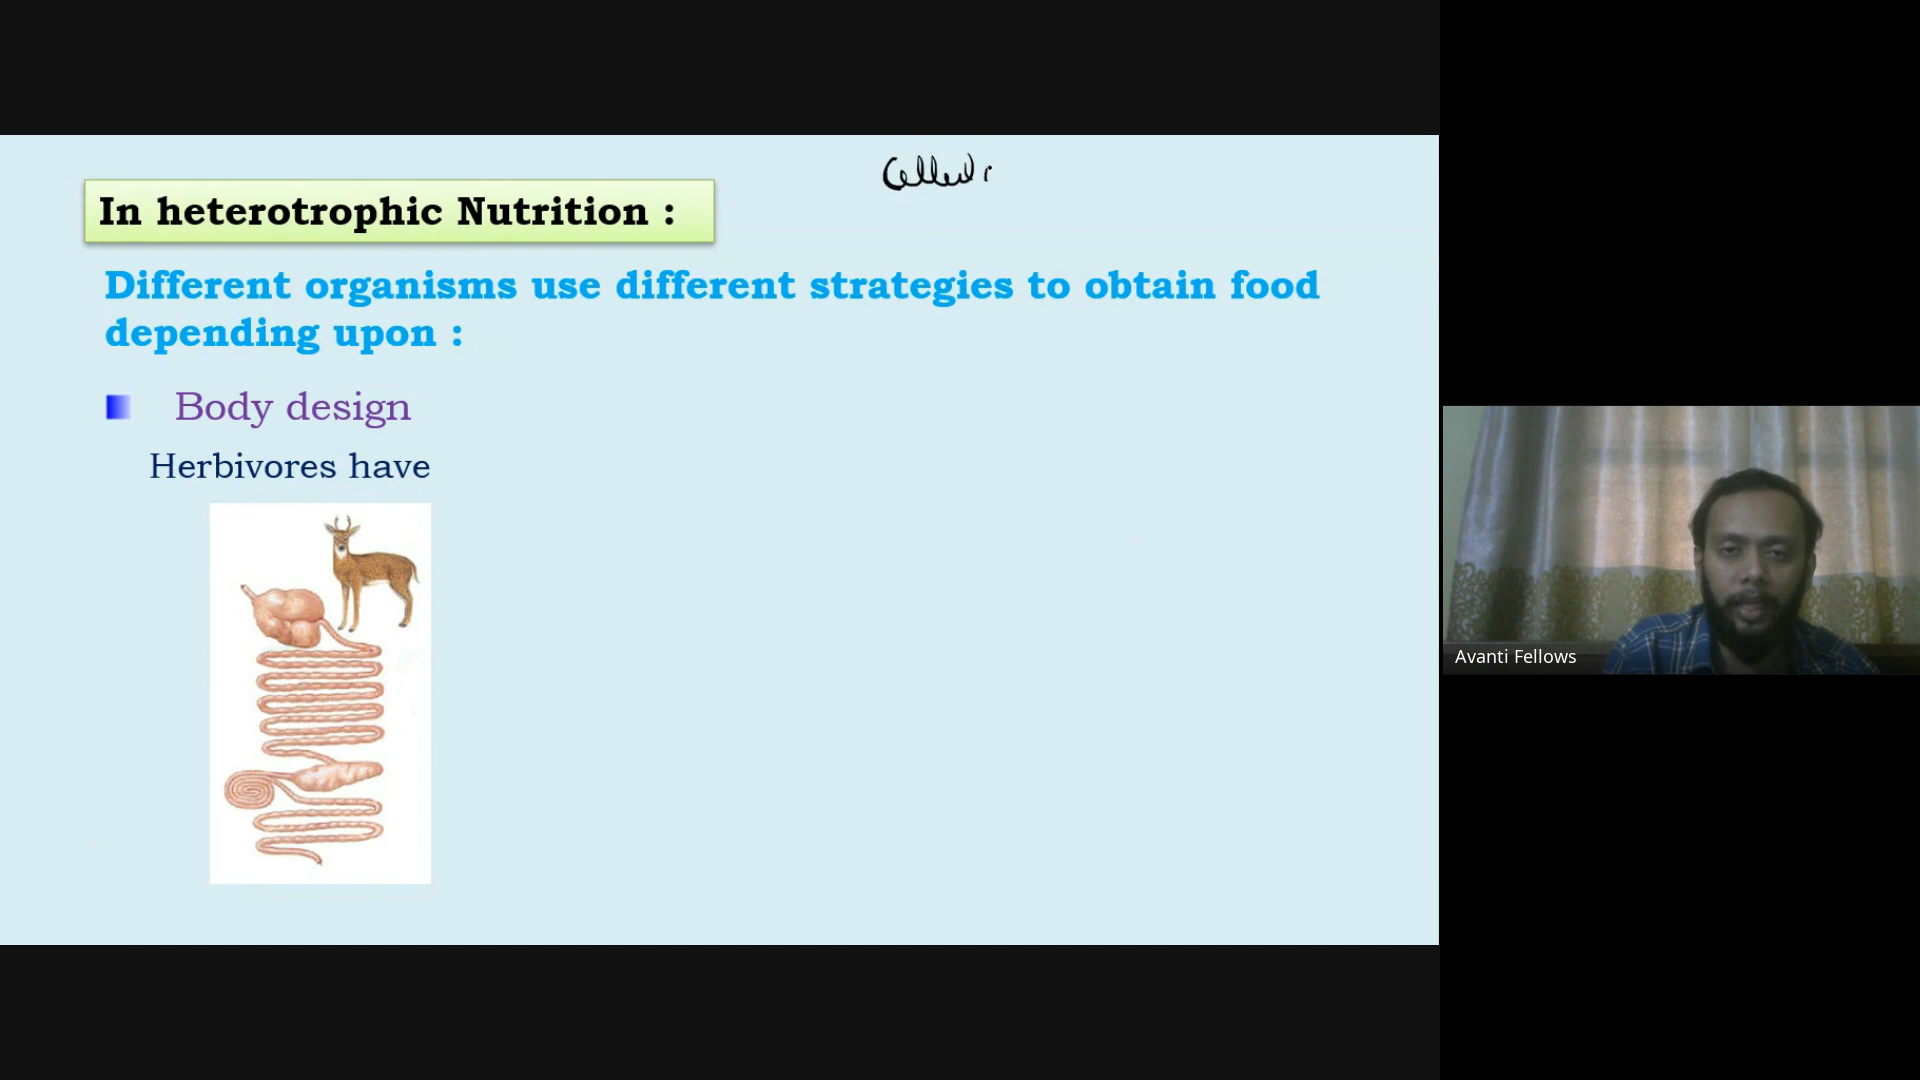 In heterotrophic Nutrition :
Different organisms use different strategies to obtain food
depending upon :
Body design
Herbivores have
Avanti Fellows